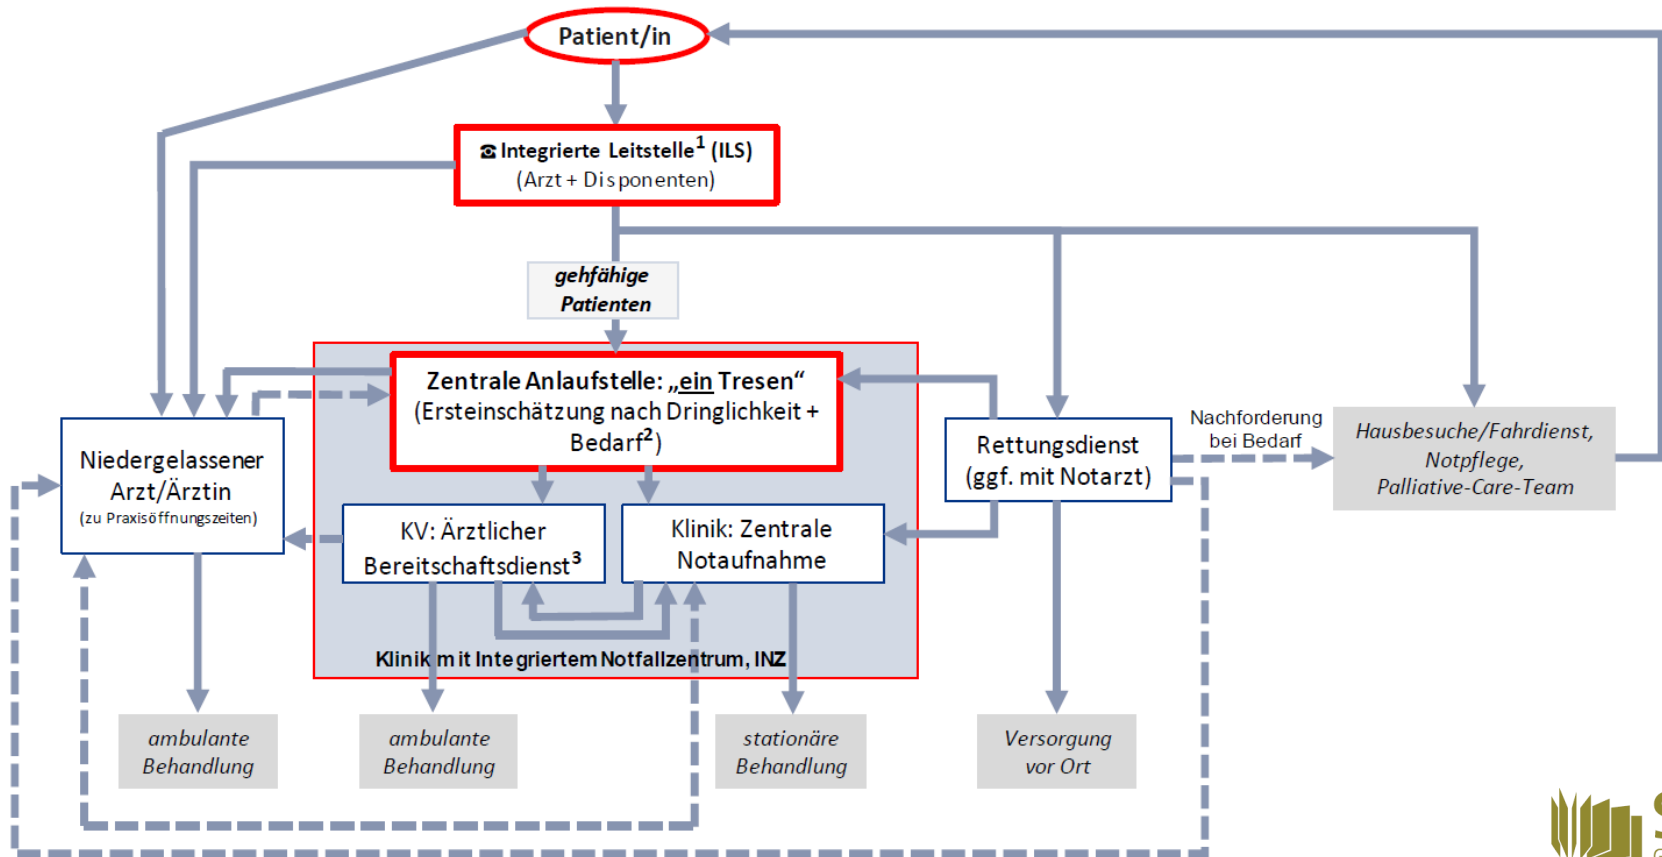 Patient/in
☎ Integrierte Leitstelle¹ (ILS)
(Arzt + Disponenten)
gehfähige
Patienten
Zentrale Anlaufstelle: „ein Tresen“
(Ersteinschätzung nach Dringlichkeit +
Bedarf²)
Niedergelassener
Arzt/Ärztin
(zu Praxisöffnungszeiten)
KV: Ärztlicher
Bereitschaftsdienst³
Klinik: Zentrale
Notaufnahme
Klinik mit Integriertem Notfallzentrum, INZ
Rettungsdienst
(ggf. mit Notarzt)
Nachforderung
bei Bedarf
Hausbesuche/Fahrdienst,
Notpflege,
Palliative-Care-Team
ambulante
Behandlung
ambulante
Behandlung
stationäre
Behandlung
Versorgung
vor Ort